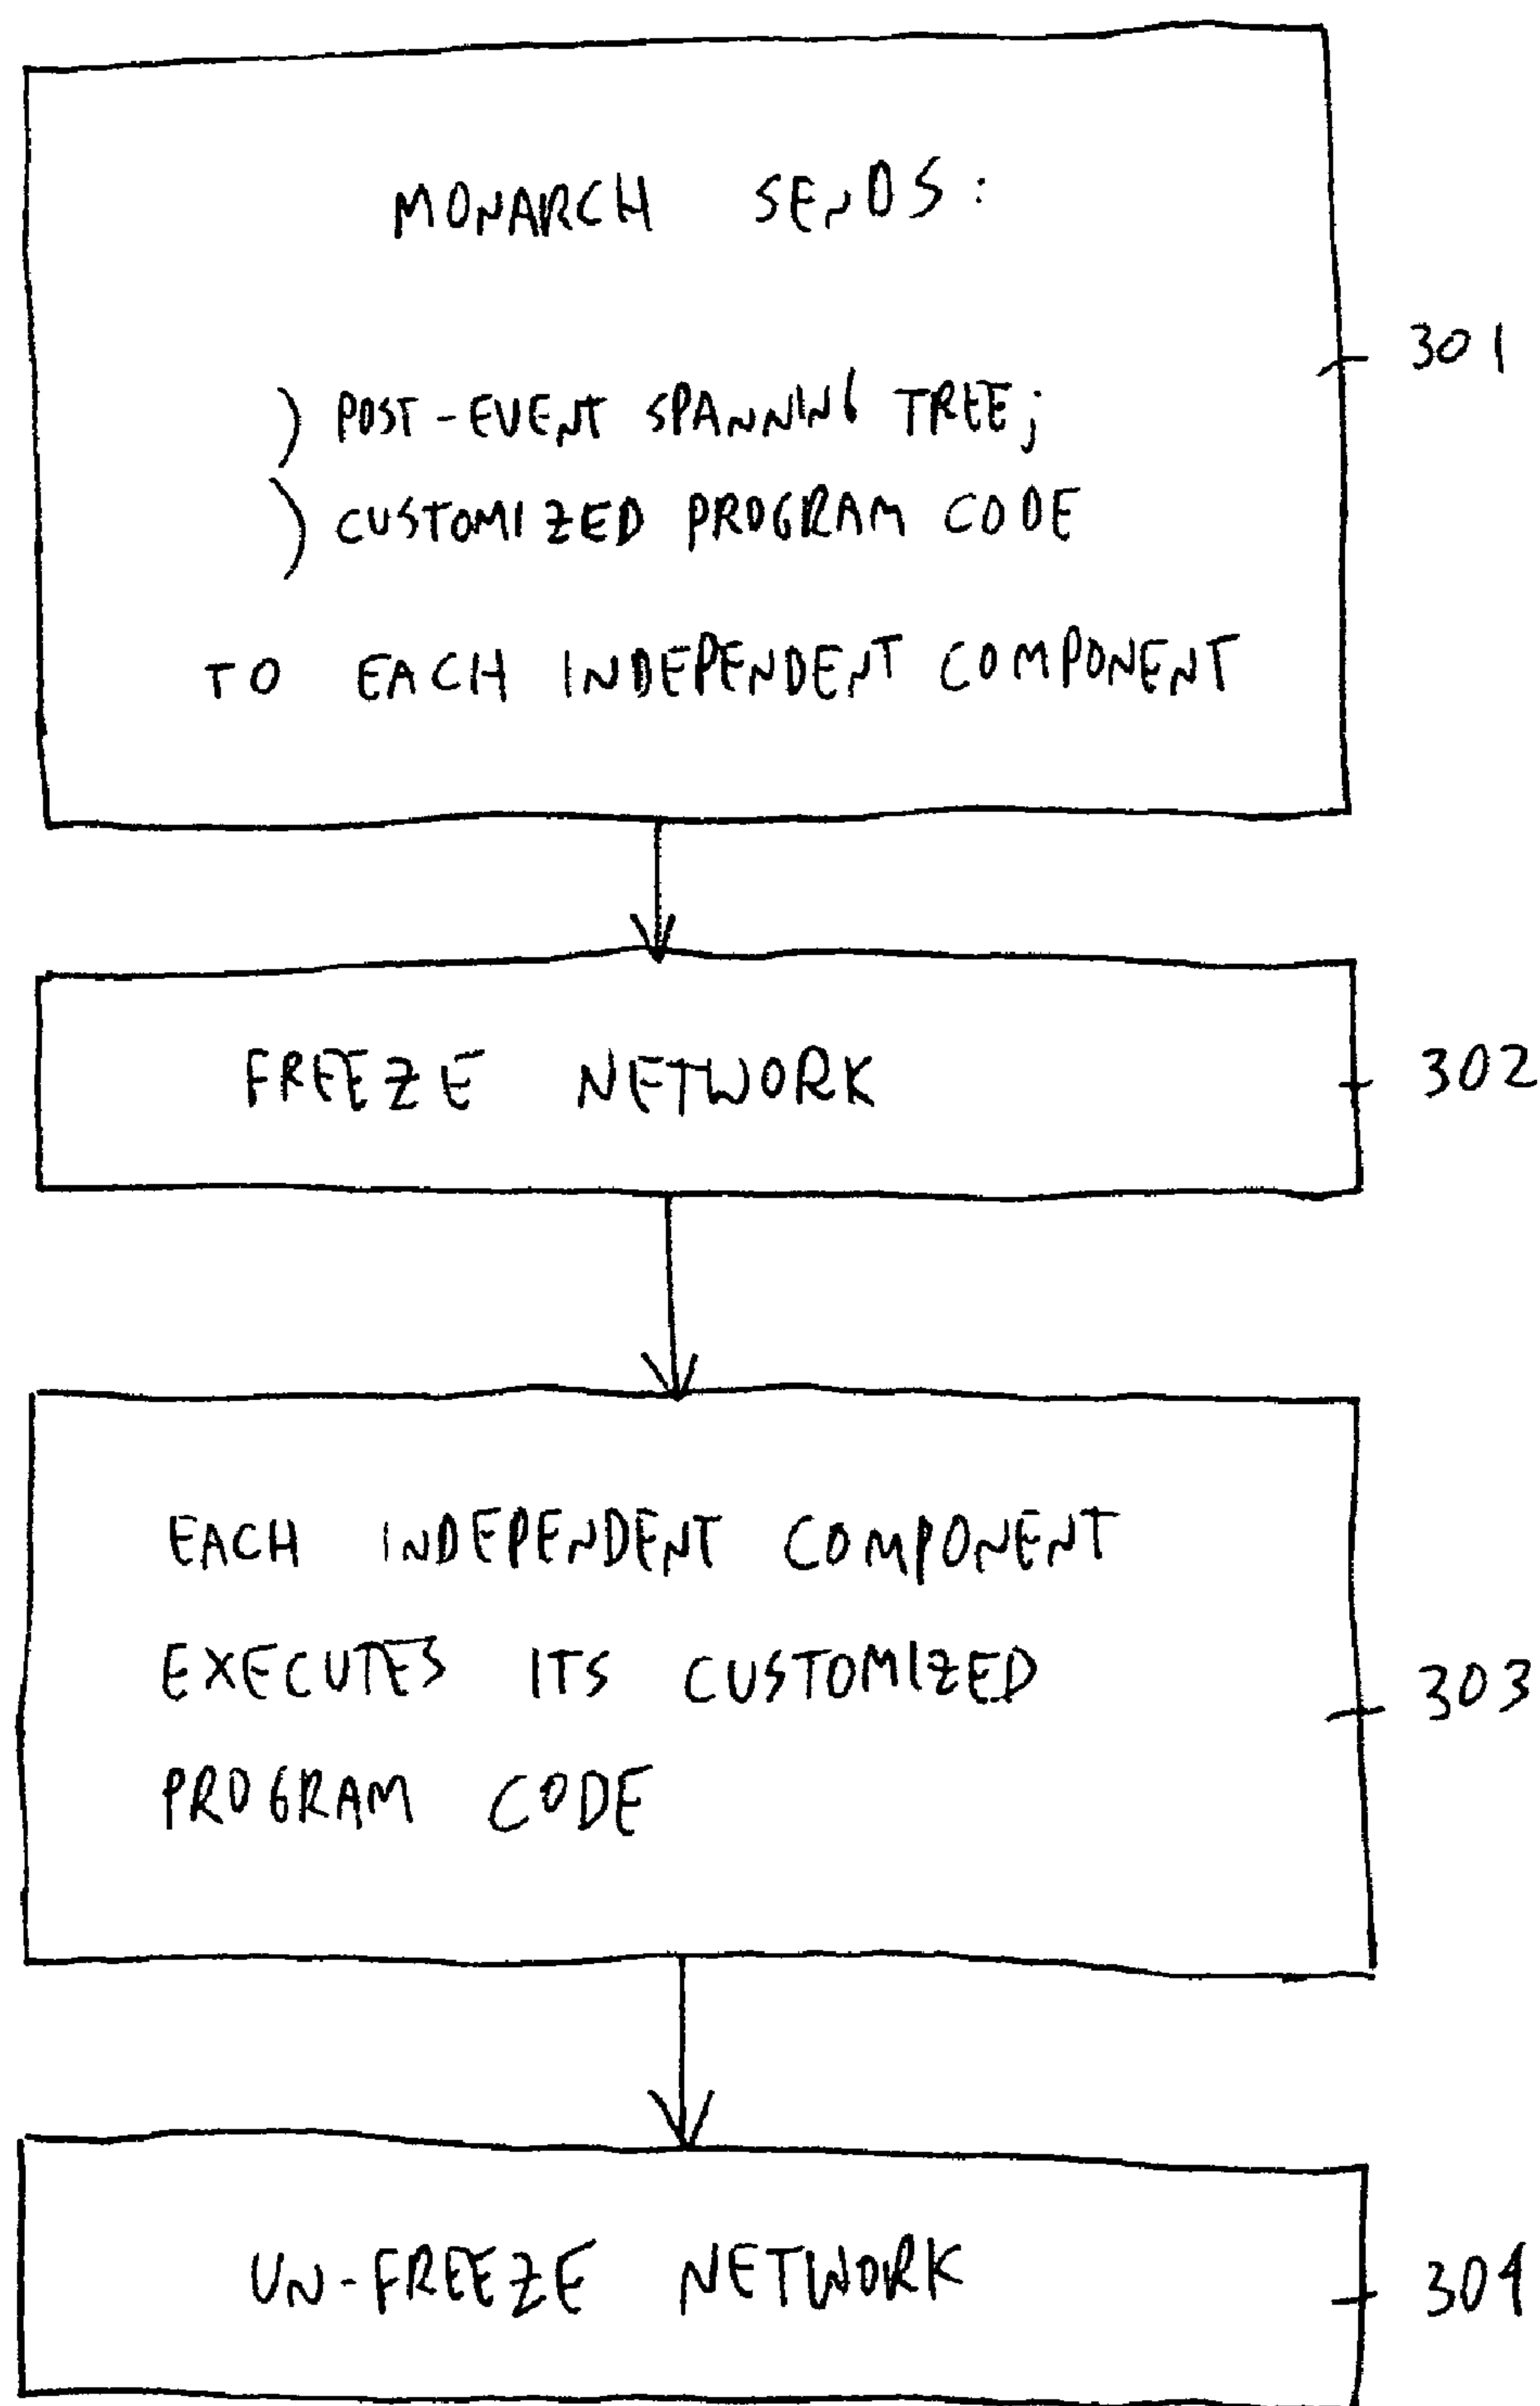 MONARCH SENDS:
) POST-EVENT SPANNING TREE;
) CUSTOMIZED PROGRAM CODE
TO EACH INDEPENDENT COMPONENT
301
FREEZE NETWORK
302
EACH INDEPENDENT COMPONENT
EXECUTES ITS CUSTOMIZED
PROGRAM CODE
303
UN-FREEZE NETWORK
304